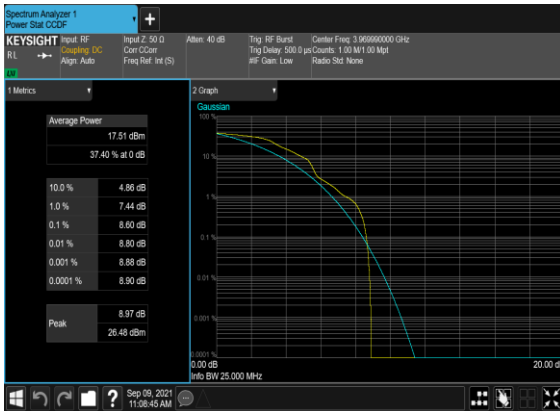 Spectrum Analyzer 1
Power Stat CCDF
+
KEYSIGHT
RL
LXI
Input: RF
Coupling: DC
Align: Auto
Input Z: 50 Ω
Corr CCorr
Freq Ref: Int (S)
Atten: 40 dB
Trig: RF Burst
Trig Delay: 500.0 µs
#IF Gain: Low
Center Freq: 3.969990000 GHz
Counts: 1.00 M/1.00 Mpt
Radio Std: None
1 Metrics
Average Power
17.51 dBm
37.40 % at 0 dB
10.0 % 4.86 dB
1.0 % 7.44 dB
0.1 % 8.60 dB
0.01 % 8.80 dB
0.001 % 8.88 dB
0.0001 % 8.90 dB
Peak
8.97 dB
26.48 dBm
2 Graph
Gaussian
100 %
10 %
1 %
0.1 %
0.01 %
0.001 %
0.0001 %
0.00 dB
20.00 d
Info BW 25.000 MHz
?
Sep 09, 2021
11:08:45 AM